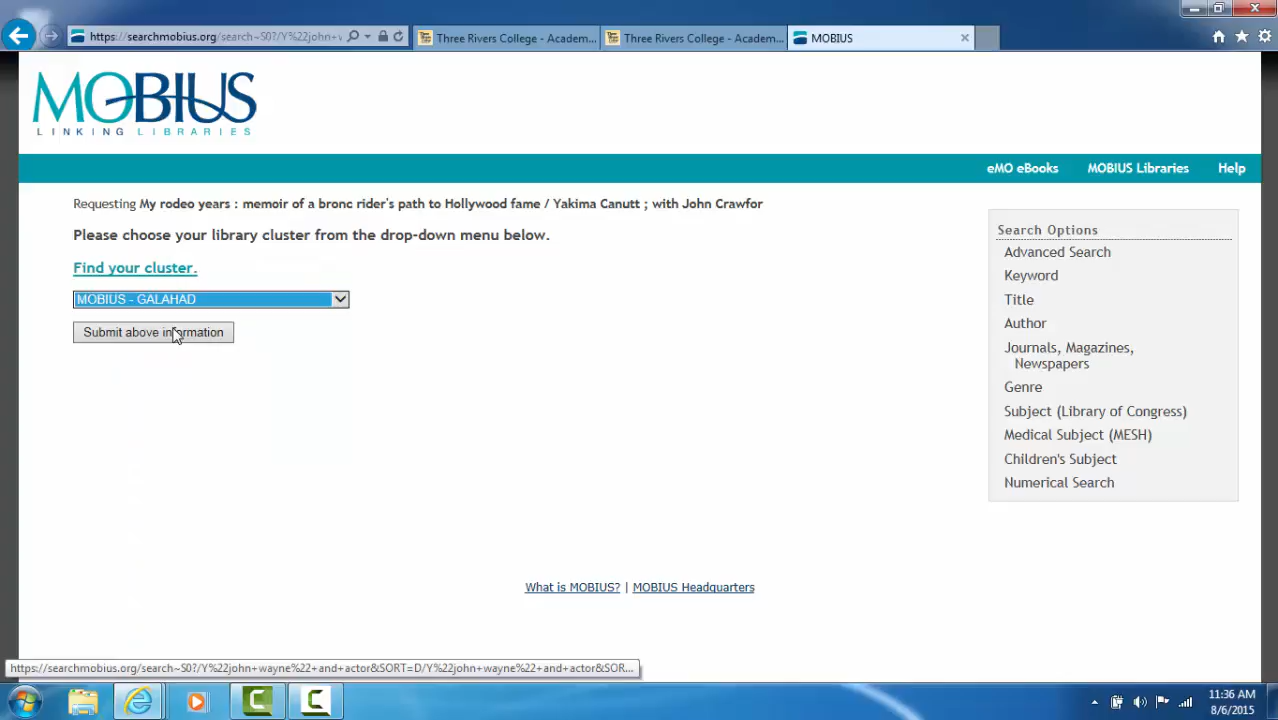 https://searchmobius.org/search~S0?/Y%22john+v
Three Rivers College - Academ...
Three Rivers College - Academ...
MOBIUS
MOBIUS
LINKING LIBRARIES
eMO eBooks
MOBIUS Libraries
Help
Requesting My rodeo years : memoir of a bronc rider's path to Hollywood fame / Yakima Canutt ; with John Crawfor
Please choose your library cluster from the drop-down menu below.
Find your cluster.
MOBIUS - GALAHAD
Submit above information
Search Options
Advanced Search
Keyword
Title
Author
Journals, Magazines,
Newspapers
Genre
Subject (Library of Congress)
Medical Subject (MESH)
Children's Subject
Numerical Search
What is MOBIUS? | MOBIUS Headquarters
https://searchmobius.org/search~S0?/Y%22john+wayne%22+and+actor&SORT=D/Y%22john+wayne%22+and+actor&SOR...
11:36 AM
8/6/2015